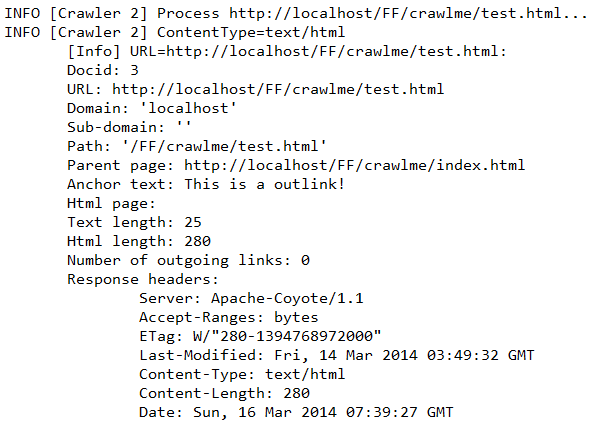 INFO [Crawler 2] Process http://localhost/FF/crawlme/test.html...
INFO [Crawler 2] ContentType=text/html
[Info] URL=http://localhost/FF/crawlme/test.html:
Docid: 3
URL: http://localhost/FF/crawlme/test.html
Domain: 'localhost'
Sub-domain: ''
Path: '/FF/crawlme/test.html'
Parent page: http://localhost/FF/crawlme/index.html
Anchor text: This is a outlink!
Html page:
Text length: 25
Html length: 280
Number of outgoing links: 0
Response headers:
Server: Apache-Coyote/1.1
Accept-Ranges: bytes
ETag: W/"280-1394768972000"
Last-Modified: Fri, 14 Mar 2014 03:49:32 GMT
Content-Type: text/html
Content-Length: 280
Date: Sun, 16 Mar 2014 07:39:27 GMT